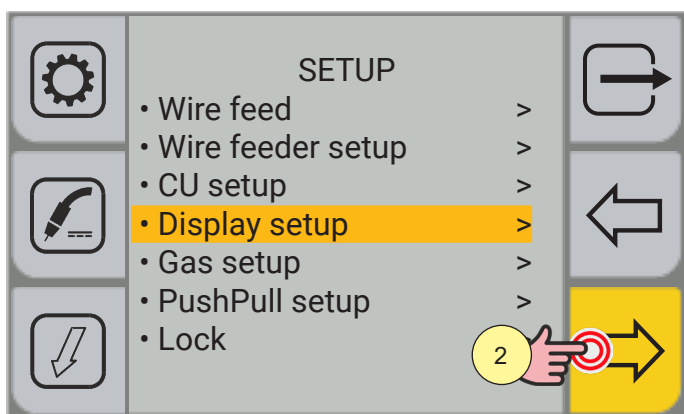 SETUP
• Wire feed >
• Wire feeder setup >
• CU setup >
• Display setup >
• Gas setup >
• PushPull setup >
• Lock
2